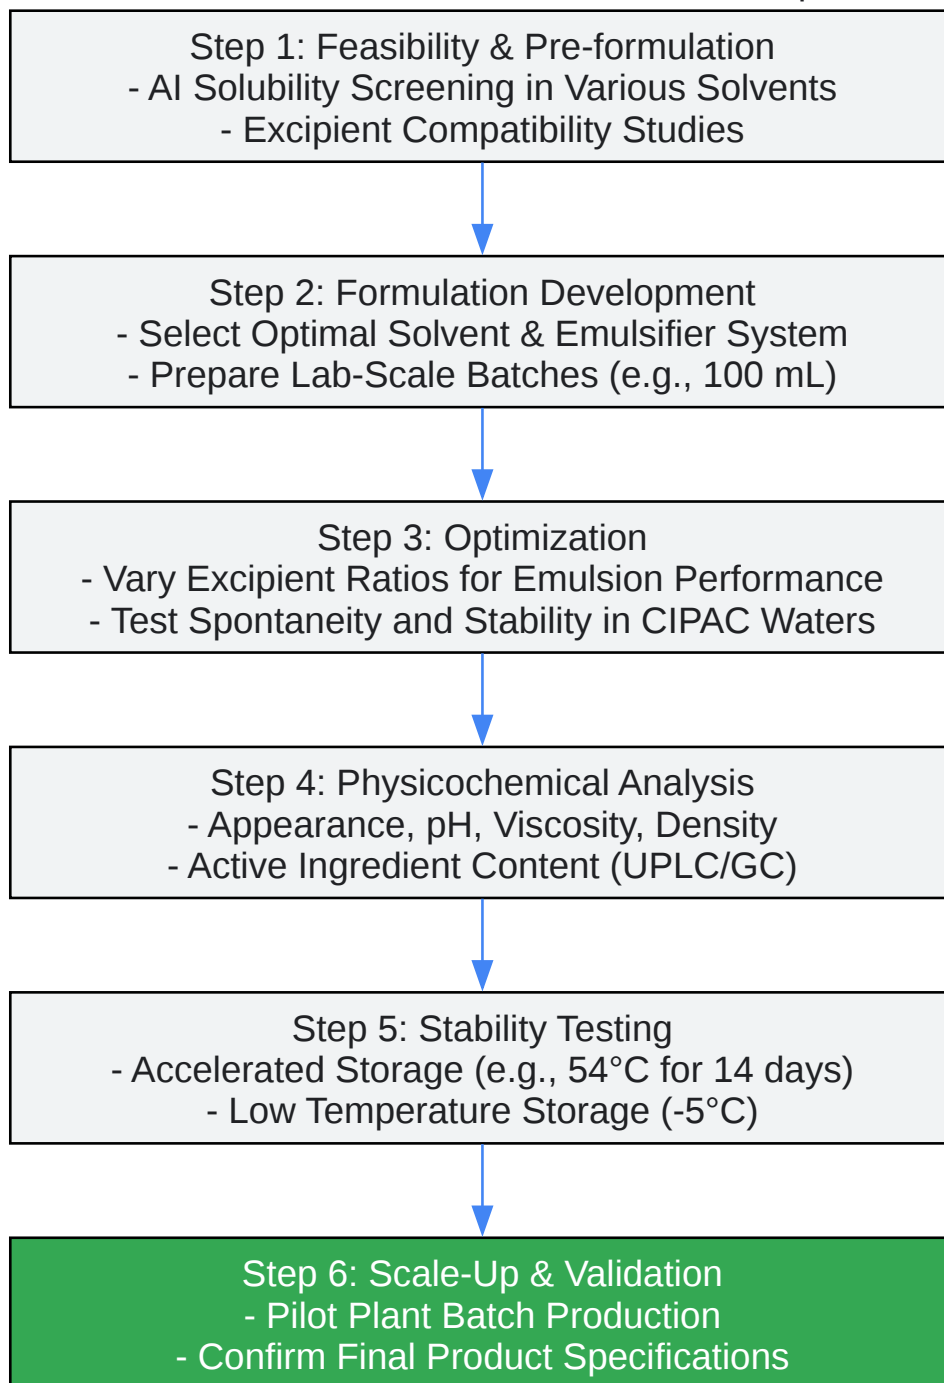 Step 1: Feasibility & Pre-formulation
- AI Solubility Screening in Various Solvents
- Excipient Compatibility Studies
Step 2: Formulation Development
- Select Optimal Solvent & Emulsifier System
- Prepare Lab-Scale Batches (e.g., 100 mL)
Step 3: Optimization
- Vary Excipient Ratios for Emulsion Performance
- Test Spontaneity and Stability in CIPAC Waters
Step 4: Physicochemical Analysis
- Appearance, pH, Viscosity, Density
- Active Ingredient Content (UPLC/GC)
Step 5: Stability Testing
- Accelerated Storage (e.g., 54°C for 14 days)
- Low Temperature Storage (-5°C)
Step 6: Scale-Up & Validation
- Pilot Plant Batch Production
- Confirm Final Product Specifications